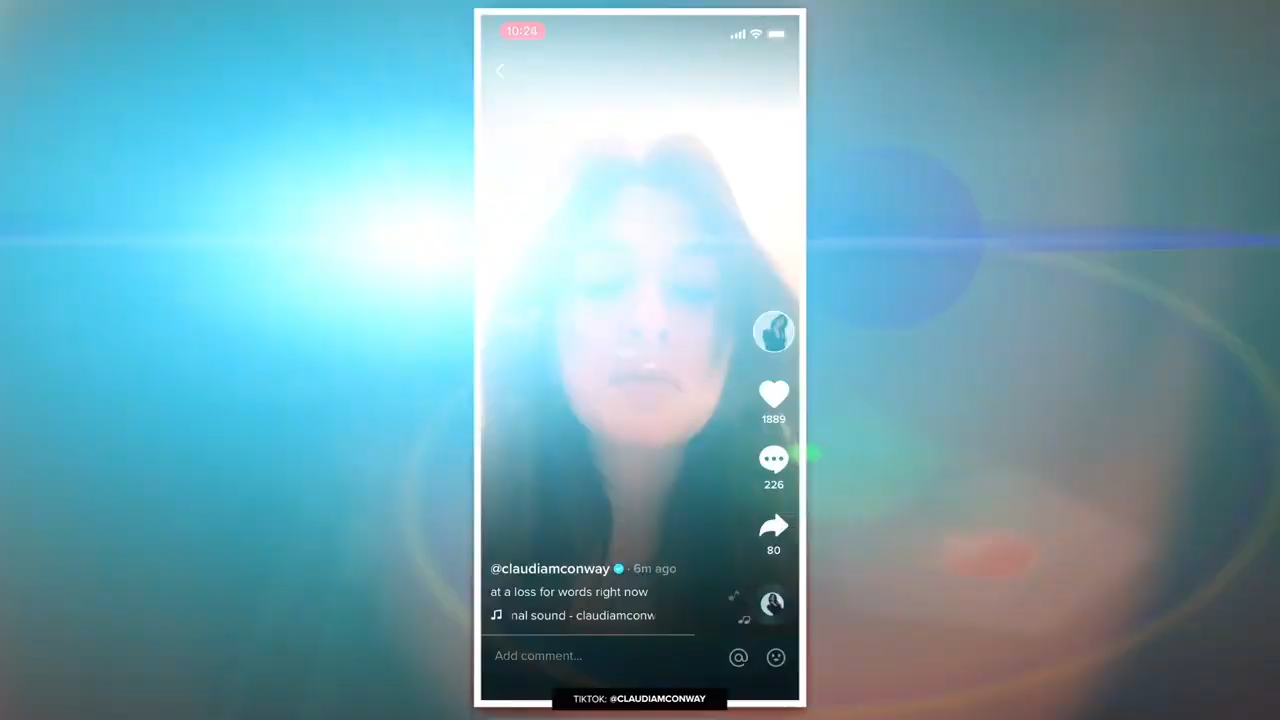 10:24
1889
226
80
@claudiamconway · 6m ago
at a loss for words right now
nal sound - claudiamconw
Add comment...
TIKTOK: @CLAUDIAMCONWAY